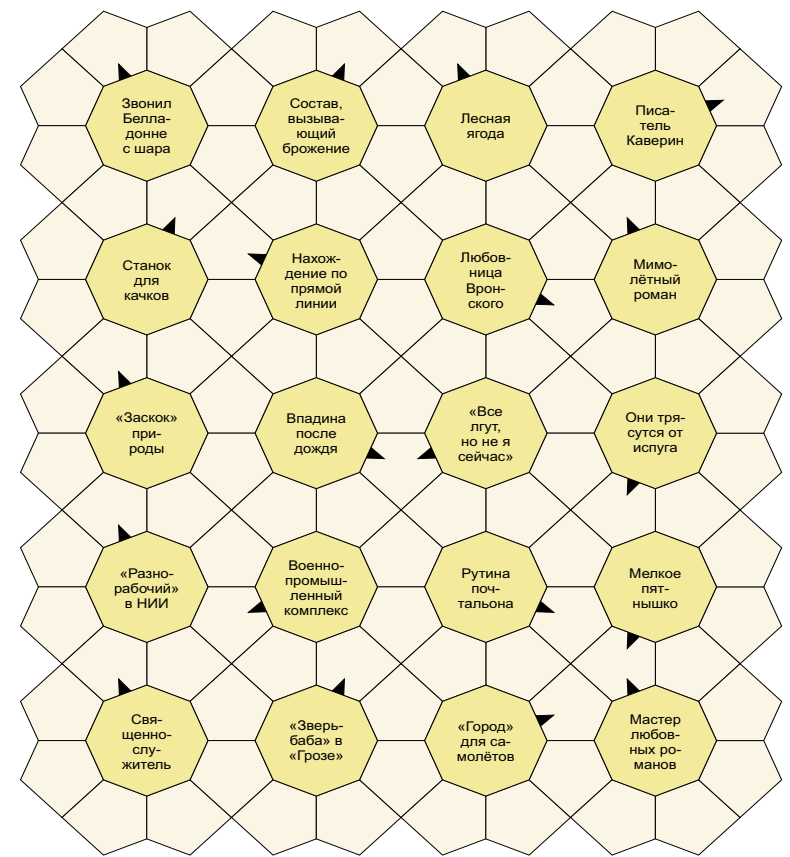 Звонил
Белла-
донне
с шара
Состав,
вызыва-
ющий
брожение
Лесная
ягода
Писа-
тель
Каверин
Станок
для
качков
Нахож-
дение по
прямой
линии
Любов-
ница
Врон-
ского
Мимо-
лётный
роман
«Заскок»
при-
роды
Впадина
после
дождя
«Все
лгут,
но не я
сейчас»
Они тря-
сутся от
испуга
«Разно-
рабочий»
в НИИ
Военно-
промыш-
ленный
комплекс
Рутина
поч-
тальона
Мелкое
пят-
нышко
Свя-
щенно-
слу-
житель
«Зверь-
баба» в
«Грозе»
«Город»
для са-
молётов
Мастер
любов-
ных ро-
манов